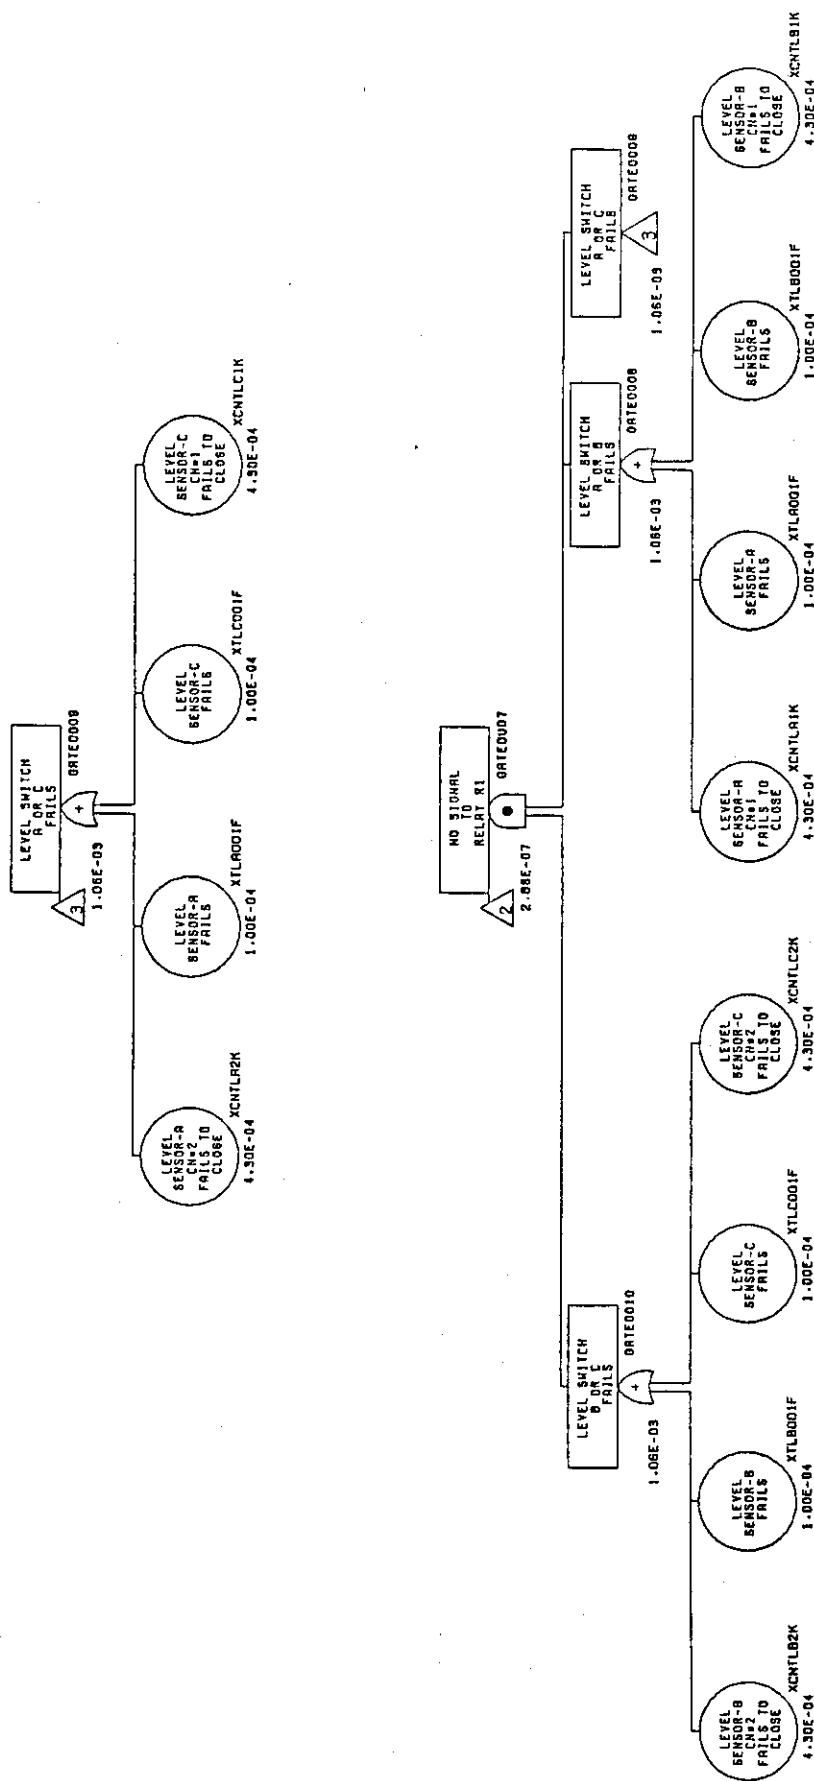 LEVEL SWITCH
A OR C
FAILS
GATE0009
3
1.06E-03
+
LEVEL
SENSOR-A
CN#2
FAILS TO
CLOSE
XCNTLA2K
4.30E-04
LEVEL
SENSOR-A
FAILS
XTLA001F
1.00E-04
LEVEL
SENSOR-C
FAILS
XTLC001F
1.00E-04
LEVEL
SENSOR-C
CN#1
FAILS TO
CLOSE
XCNTLC1K
4.30E-04
NO SIGNAL
TO
RELAY R1
GATE0007
2
2.88E-07
LEVEL SWITCH
B OR C
FAILS
GATE0010
1.06E-03
+
LEVEL SWITCH
A OR B
FAILS
GATE0008
1.06E-03
+
LEVEL SWITCH
A OR C
FAILS
GATE0009
3
1.06E-03
LEVEL
SENSOR-B
CN#2
FAILS TO
CLOSE
XCNTLB2K
4.30E-04
LEVEL
SENSOR-B
FAILS
XTLB001F
1.00E-04
LEVEL
SENSOR-C
FAILS
XTLC001F
1.00E-04
LEVEL
SENSOR-C
CN#2
FAILS TO
CLOSE
XCNTLC2K
4.30E-04
LEVEL
SENSOR-A
CN#1
FAILS TO
CLOSE
XCNTLA1K
4.30E-04
LEVEL
SENSOR-A
FAILS
XTLA001F
1.00E-04
LEVEL
SENSOR-B
FAILS
XTLB001F
1.00E-04
LEVEL
SENSOR-B
CN#1
FAILS TO
CLOSE
XCNTLB1K
4.30E-04